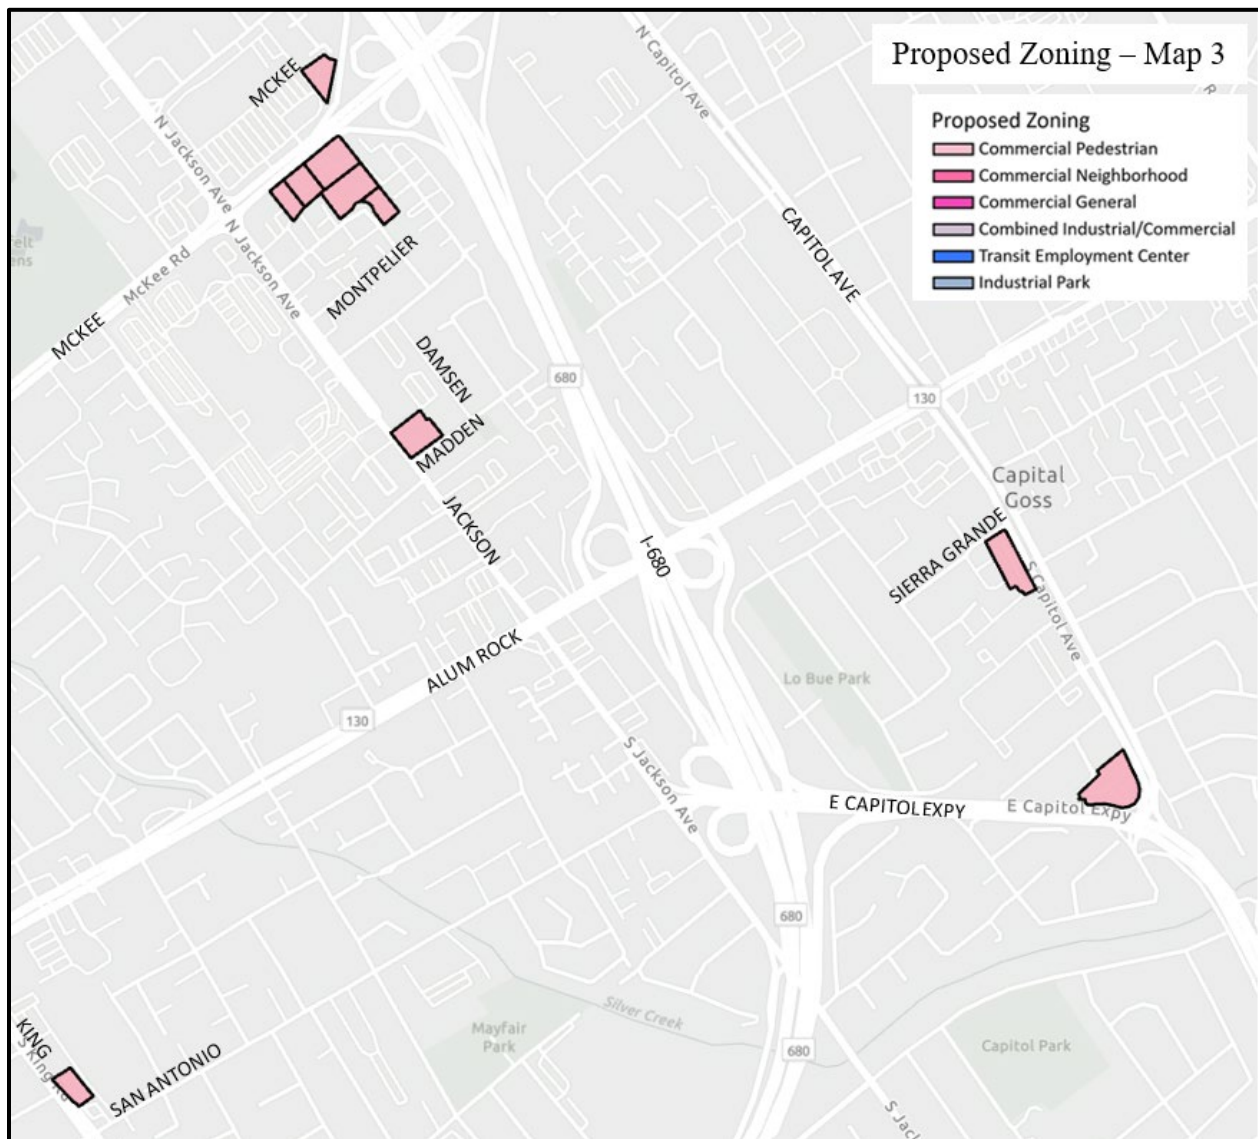 Proposed Zoning – Map 3
Proposed Zoning
Commercial Pedestrian
Commercial Neighborhood
Commercial General
Combined Industrial/Commercial
Transit Employment Center
Industrial Park
N Capitol Ave
MCKEE
N Jackson Ave
N Jackson Ave
CAPITOL AVE
MONTPELIER
McKee Rd
MCKEE
DAMSEN
680
130
MADDEN
Capital
Goss
JACKSON
I-680
SIERRA GRANDE
S Capitol Ave
ALUM ROCK
Lo Bue Park
130
S Jackson Ave
E CAPITOL EXPY
E Capitol Expy
680
Silver Creek
Mayfair
Park
Capitol Park
680
KING
S King Rd
SAN ANTONIO
S Jac